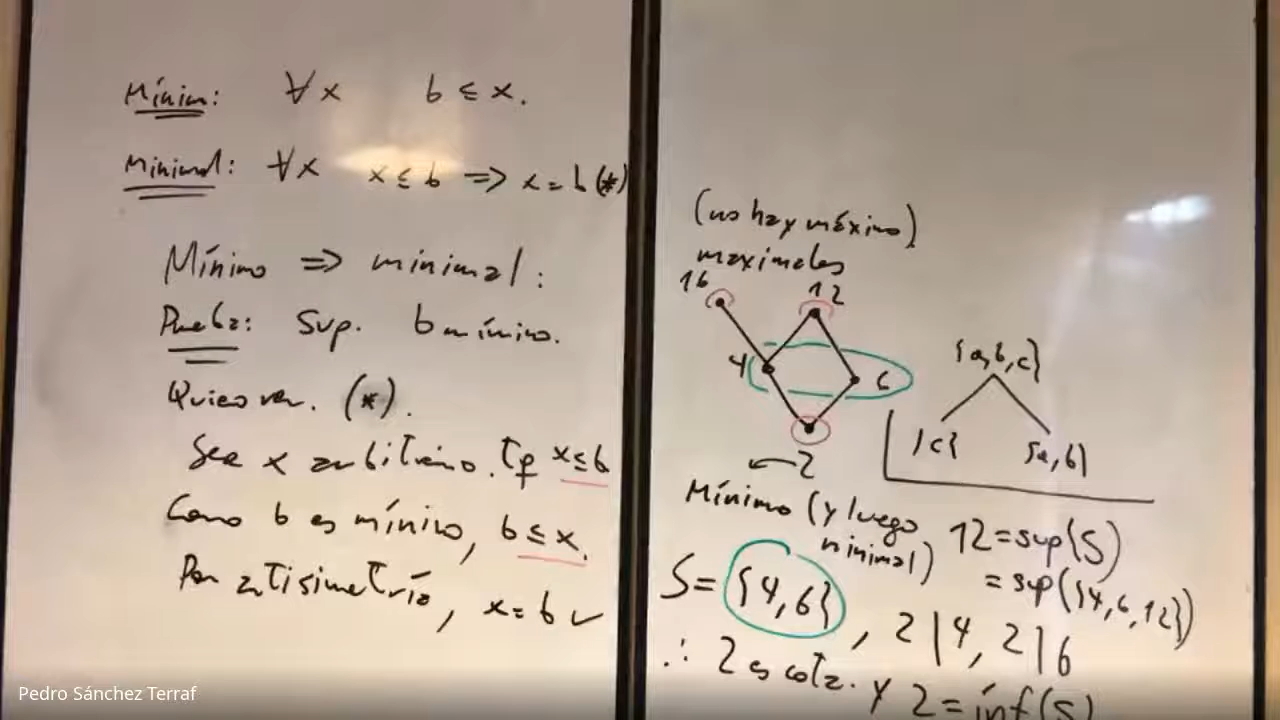 Mínim: ∀x b ≤ x.
Minimal: ∀x x ≤ b ⇒ x = b (*)
Mínimo ⇒ minimal:
Prueba: Sup. b mínimo.
Quiero ver. (*).
Sea x arbitrario. tq x ≤ b
Como b es mínimo, b ≤ x.
Por antisimetría, x = b ✓
(no hay máximo)
maximales
16 12
4 6
2
{a,b,c}
{c} {a,b}
Mínimo (y luego
minimal)
12 = sup(S)
= sup({4,6,12})
S = {4,6}, 2|4, 2|6
∴ 2 es cota. y 2 = ínf(S)
Pedro Sánchez Terraf